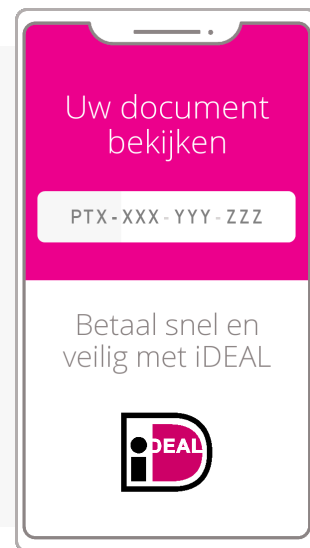 Uw document
bekijken
PTX-XXX-YYY-ZZZ
Betaal snel en
veilig met iDEAL
iDEAL